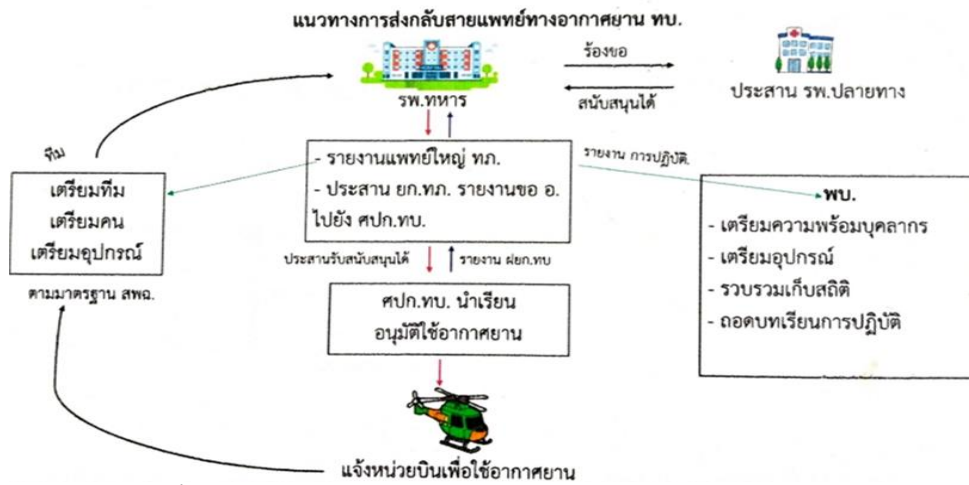 แนวทางการส่งกลับสายแพทย์ทางอากาศยาน ทบ.
ร้องขอ
สนับสนุนได้
รพ.ทหาร
ประสาน รพ.ปลายทาง
ทีม
เตรียมทีม
เตรียมคน
เตรียมอุปกรณ์
ตามมาตรฐาน สพฉ.
- รายงานแพทย์ใหญ่ ทภ.
- ประสาน ยก.ทภ. รายงานขอ อ.
ไปยัง ศปก.ทบ.
รายงาน การปฏิบัติ.
พบ.
- เตรียมความพร้อมบุคลากร
- เตรียมอุปกรณ์
- รวบรวมเก็บสถิติ
- ถอดบทเรียนการปฏิบัติ
ประสานรับสนับสนุนได้
รายงาน ฝยก.ทบ
ศปก.ทบ. นำเรียน
อนุมัติใช้อากาศยาน
แจ้งหน่วยบินเพื่อใช้อากาศยาน